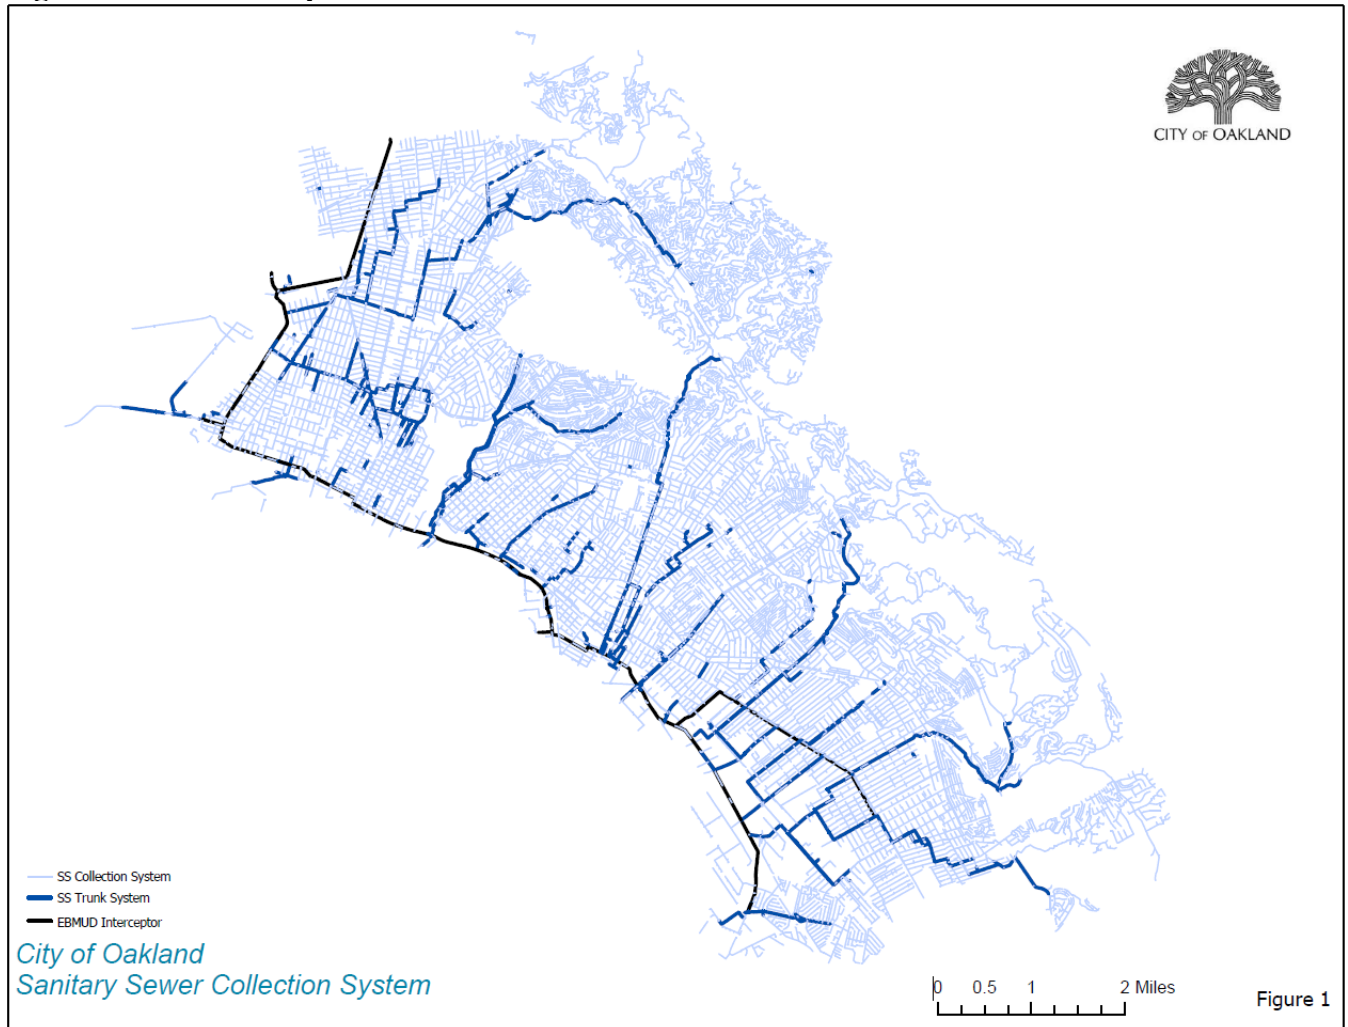 CITY OF OAKLAND
SS Collection System
SS Trunk System
EBMUD Interceptor
City of Oakland
Sanitary Sewer Collection System
0 0.5 1 2 Miles
Figure 1